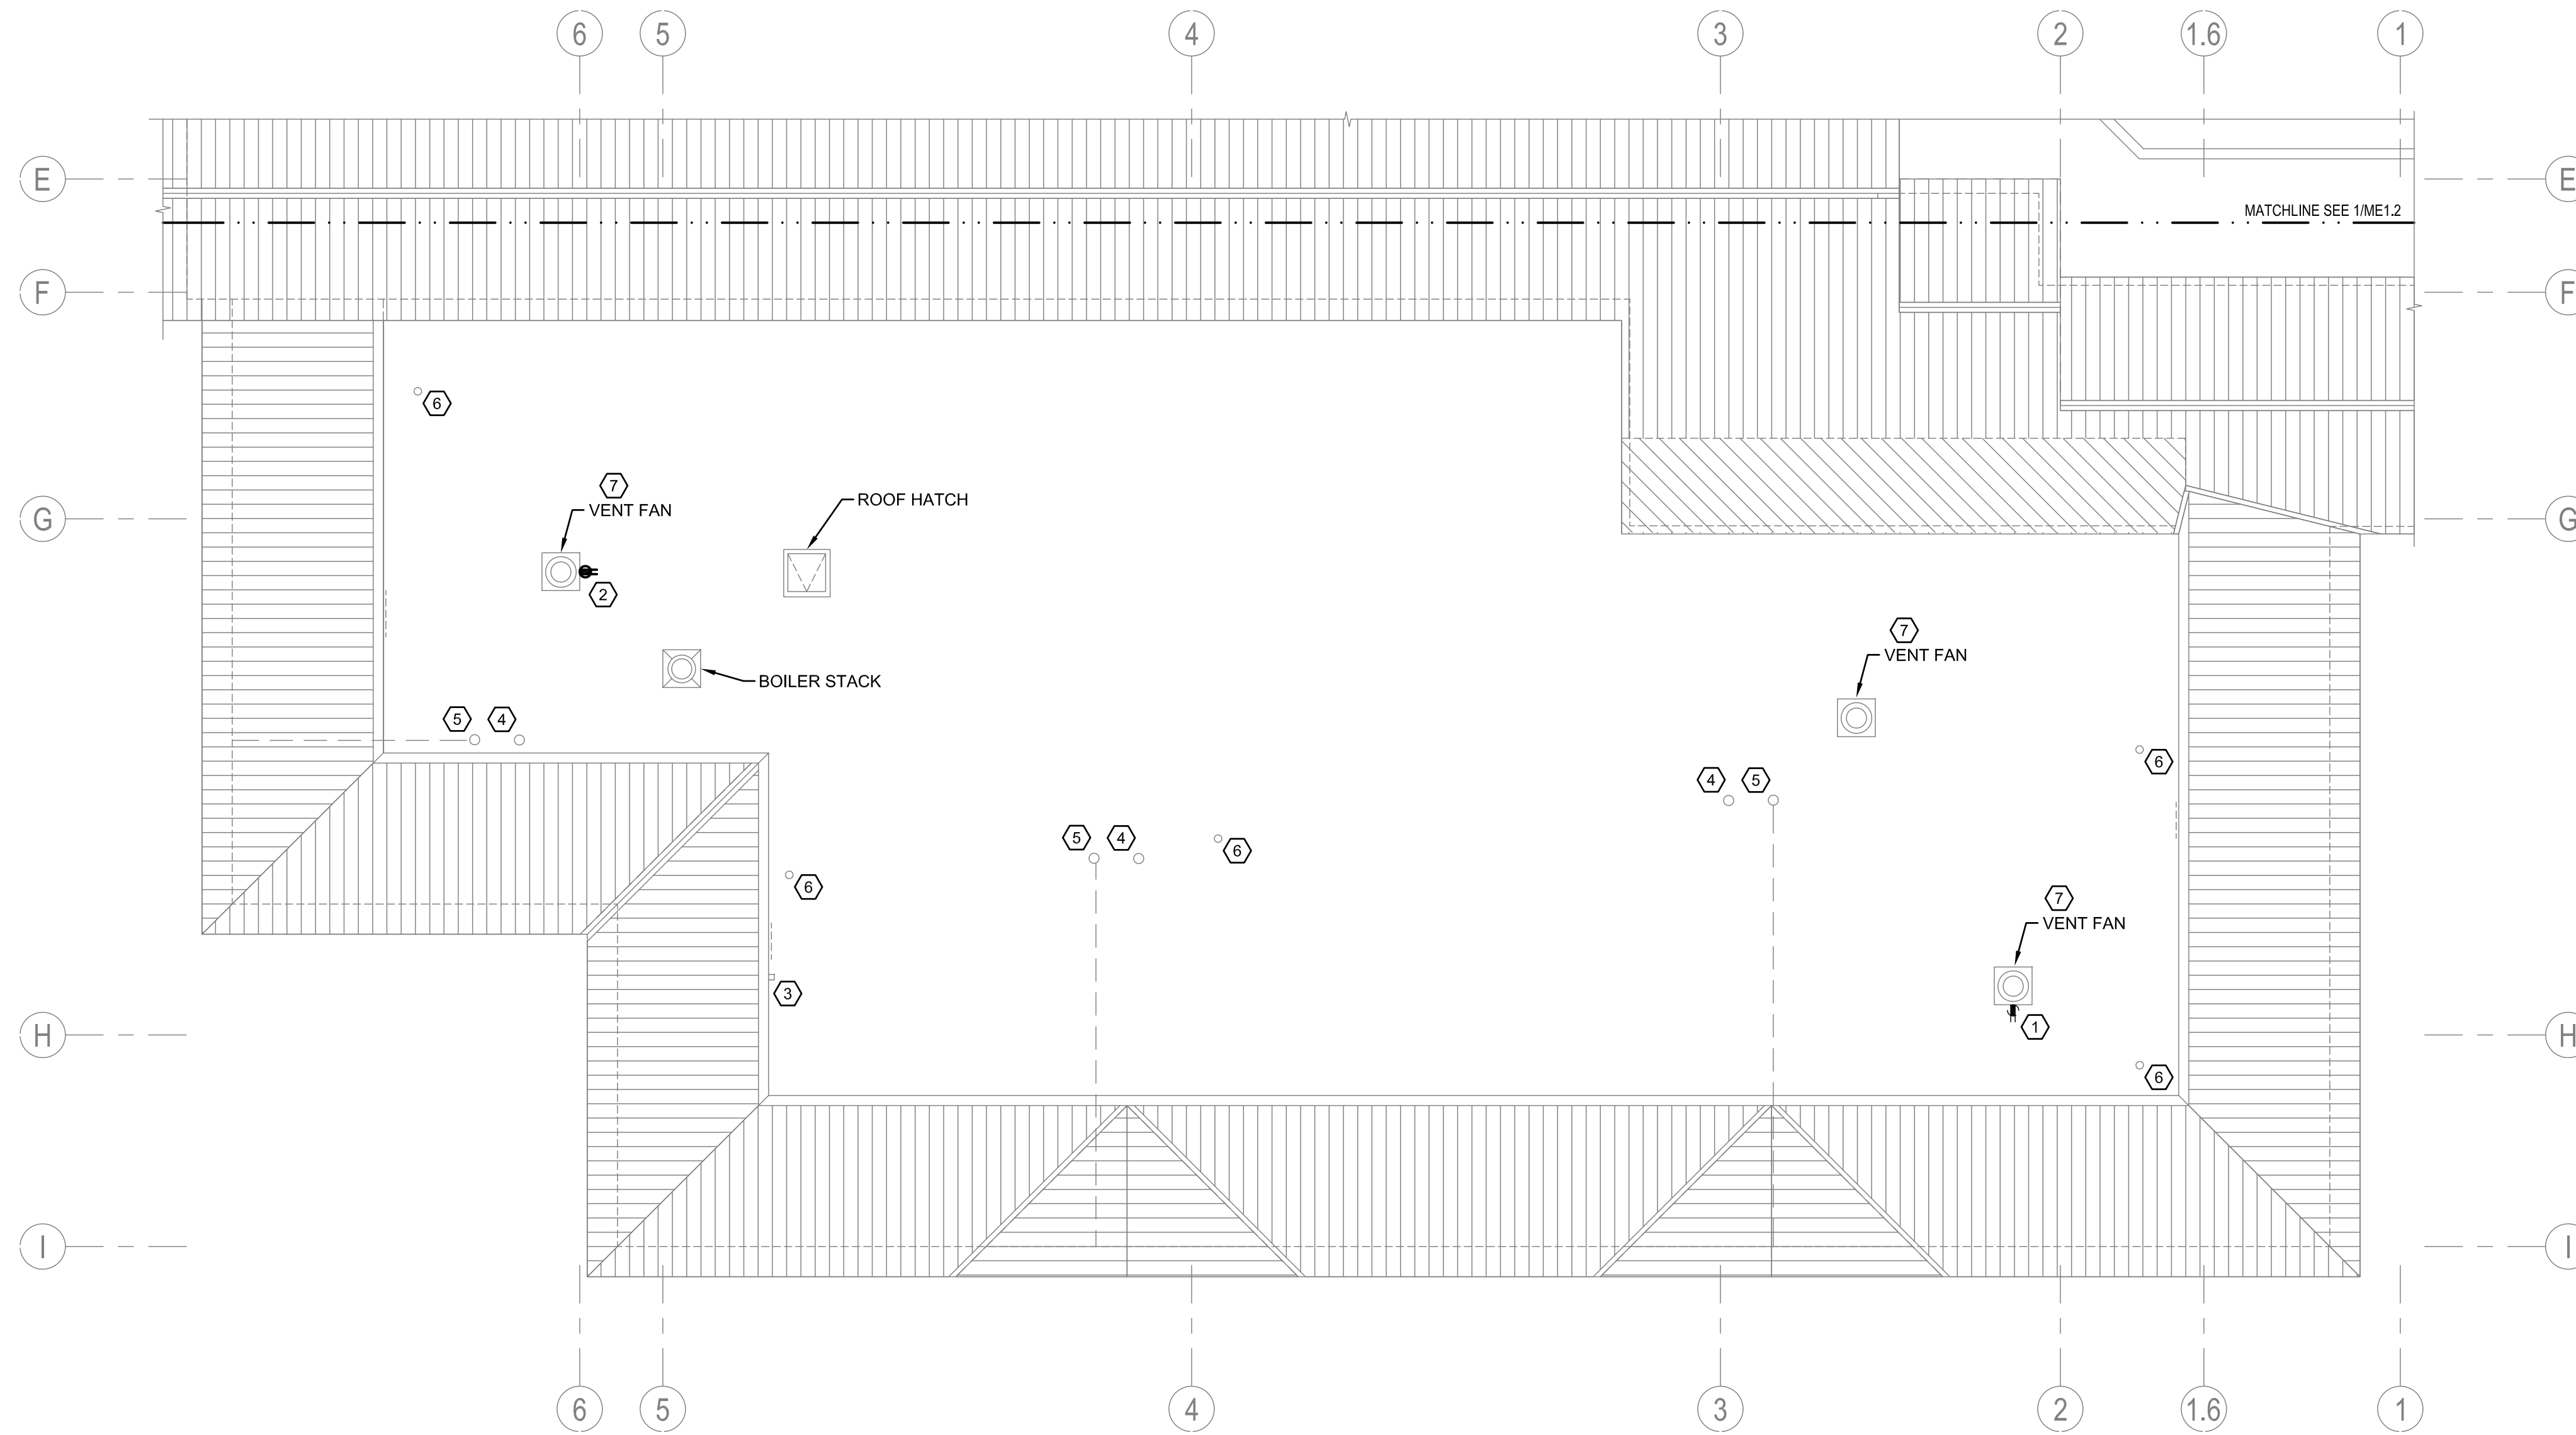 6 5 4 3 2 1.6 1
E E
MATCHLINE SEE 1/ME1.2
F F
6
7
VENT FAN
ROOF HATCH
G G
2
7
VENT FAN
BOILER STACK
5 4
6
4 5
5 4
6
6
7
VENT FAN
3
1
H H
6
I I
6 5 4 3 2 1.6 1